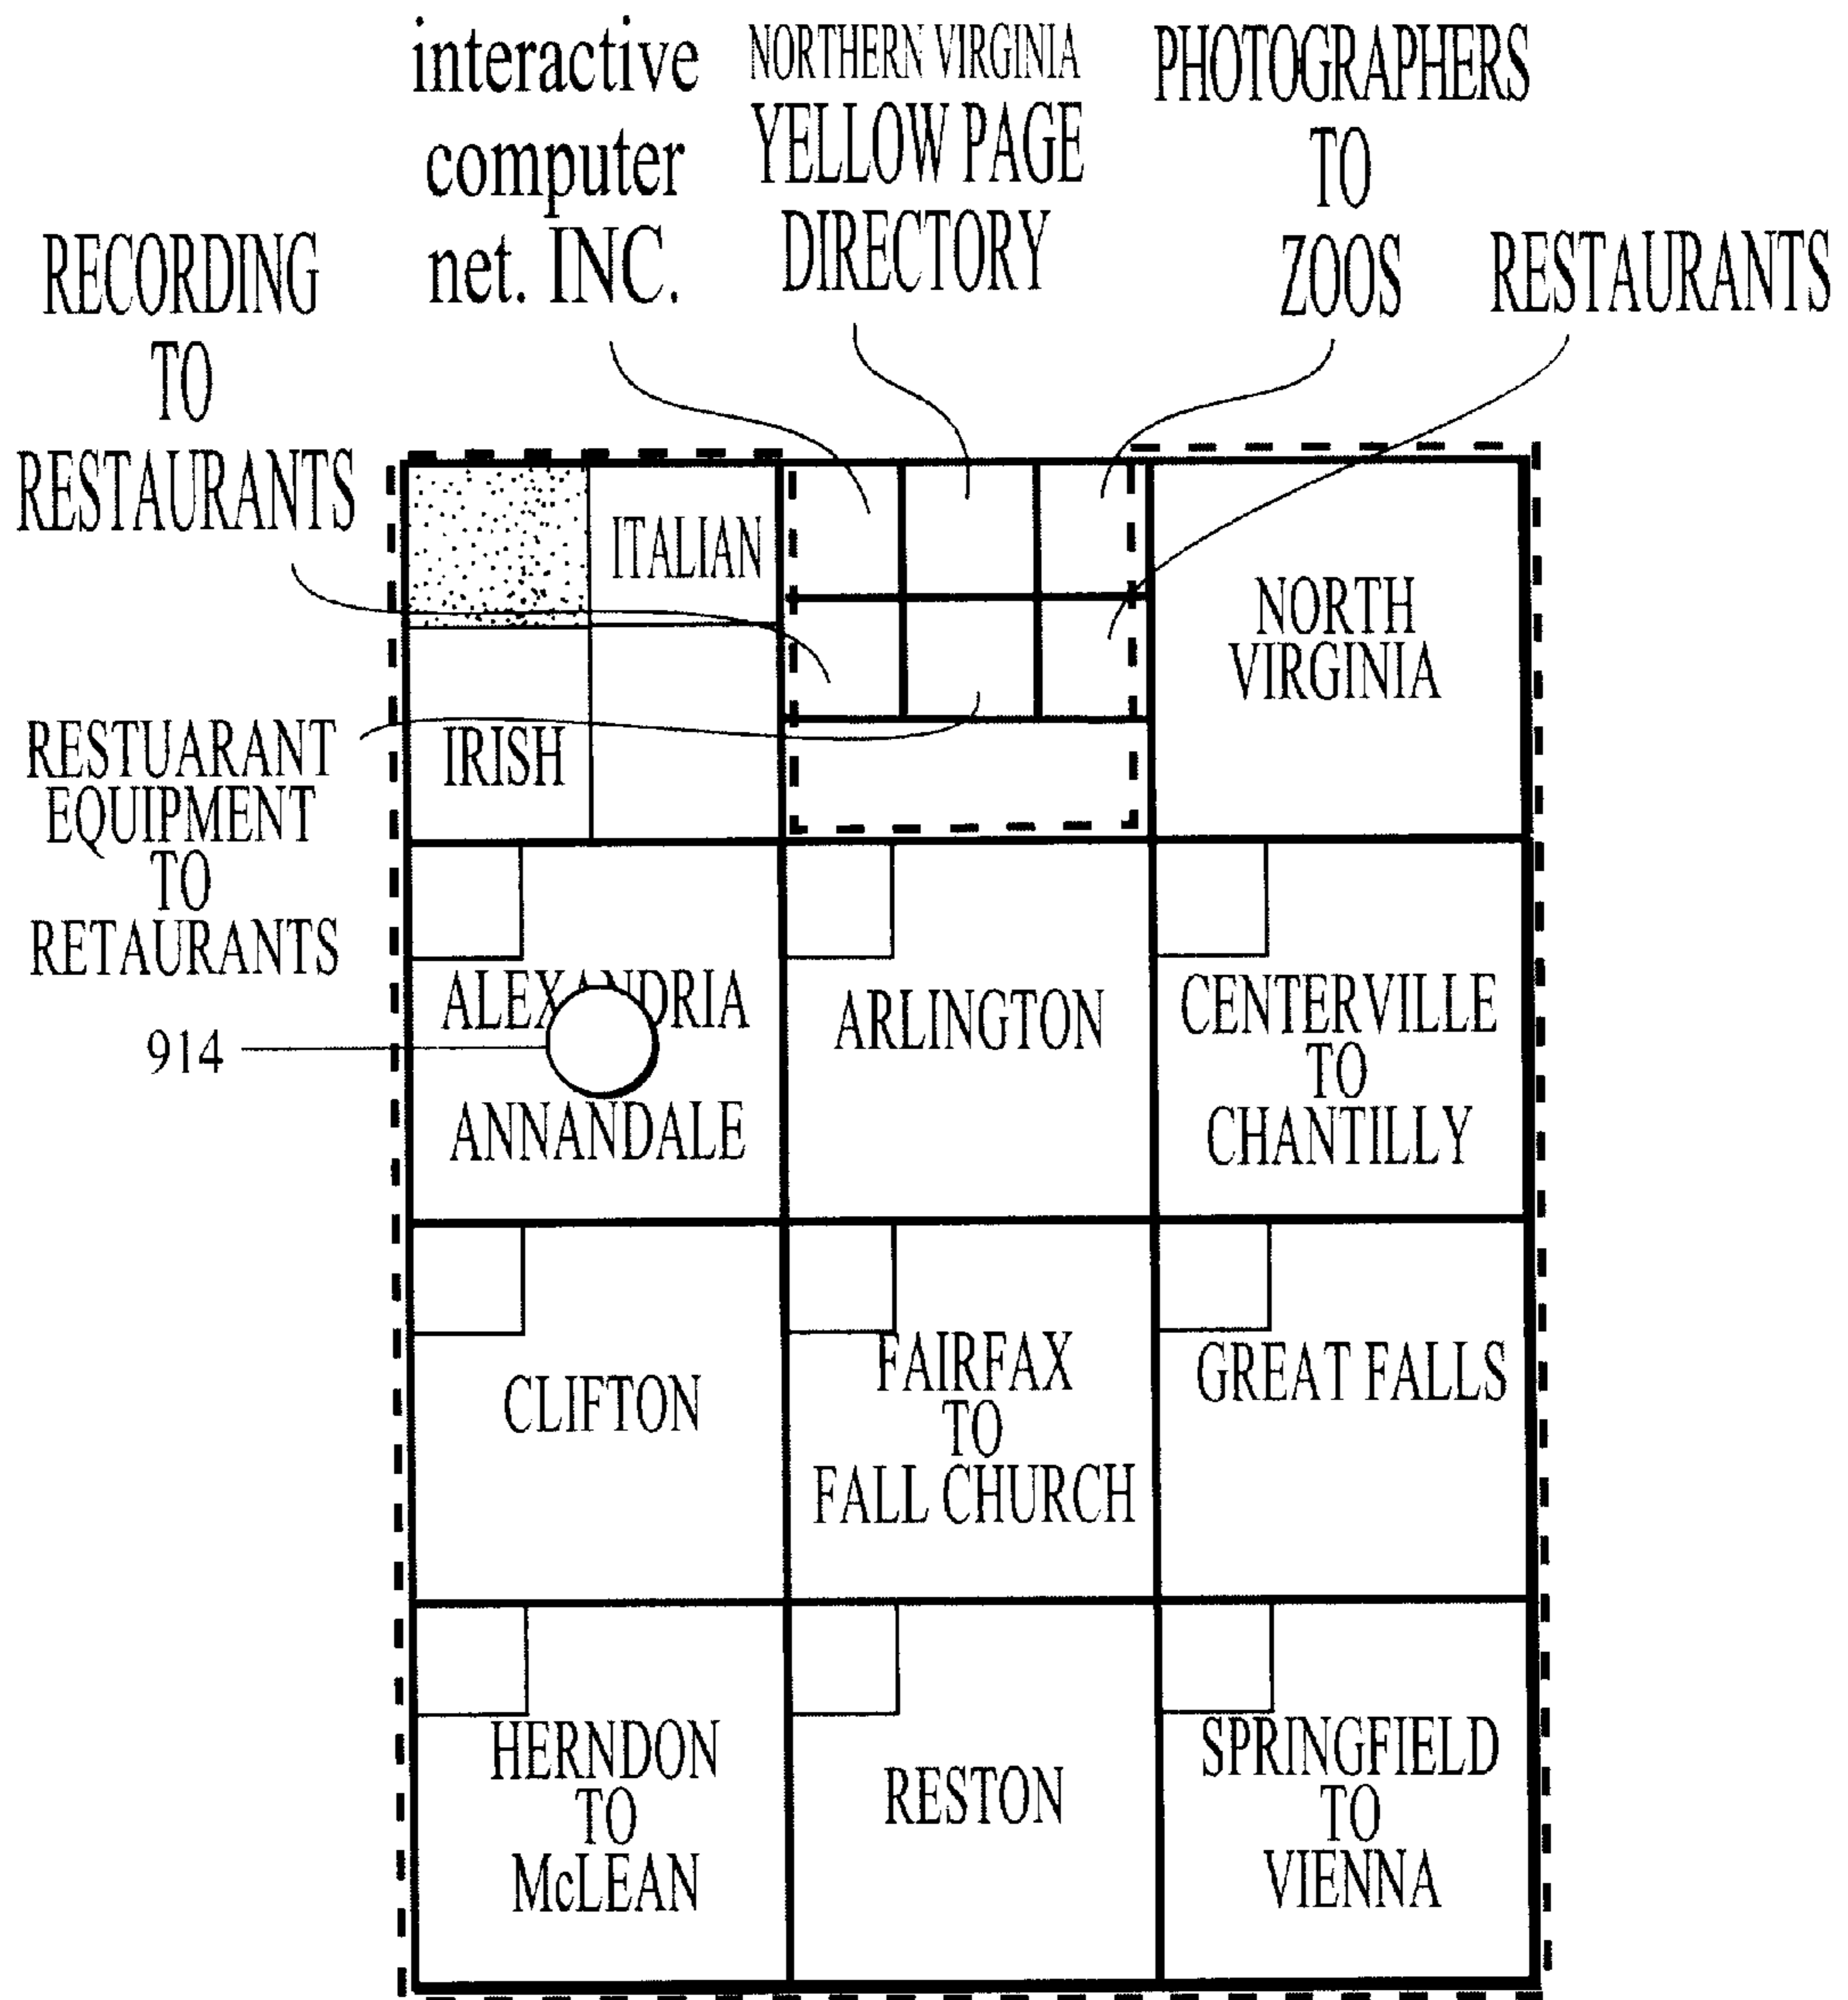 interactive
computer
net. INC.
NORTHERN VIRGINIA
YELLOW PAGE
DIRECTORY
PHOTOGRAPHERS
TO
ZOOS
RESTAURANTS
RECORDING
TO
RESTAURANTS
ITALIAN
IRISH
NORTH
VIRGINIA
RESTUARANT
EQUIPMENT
TO
RETAURANTS
914
ALEXANDRIA
ANNANDALE
ARLINGTON
CENTERVILLE
TO
CHANTILLY
CLIFTON
FAIRFAX
TO
FALL CHURCH
GREAT FALLS
HERNDON
TO
McLEAN
RESTON
SPRINGFIELD
TO
VIENNA